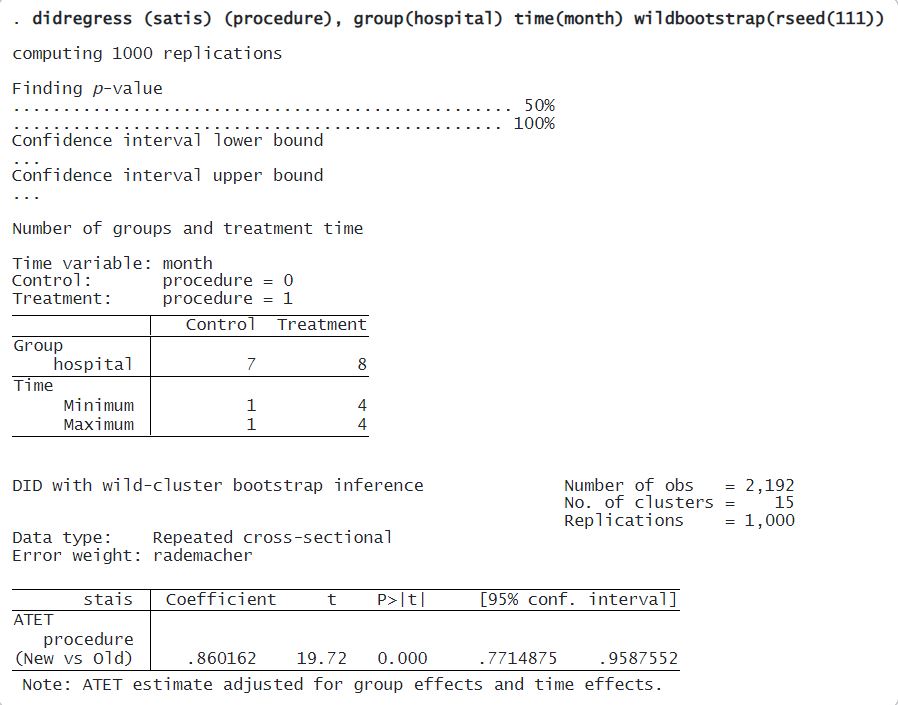 . didregress (satis) (procedure), group(hospital) time(month) wildbootstrap(rseed(111))
computing 1000 replications
Finding p-value
.................................................. 50%
.................................................. 100%
Confidence interval lower bound
...
Confidence interval upper bound
...
Number of groups and treatment time
Time variable: month
Control: procedure = 0
Treatment: procedure = 1
Control Treatment
Group
hospital 7 8
Time
Minimum 1 4
Maximum 1 4
DID with wild-cluster bootstrap inference Number of obs = 2,192
No. of clusters = 15
Replications = 1,000
Data type: Repeated cross-sectional
Error weight: rademacher
stais Coefficient t P>|t| [95% conf. interval]
ATET
procedure
(New vs Old) .860162 19.72 0.000 .7714875 .9587552
Note: ATET estimate adjusted for group effects and time effects.